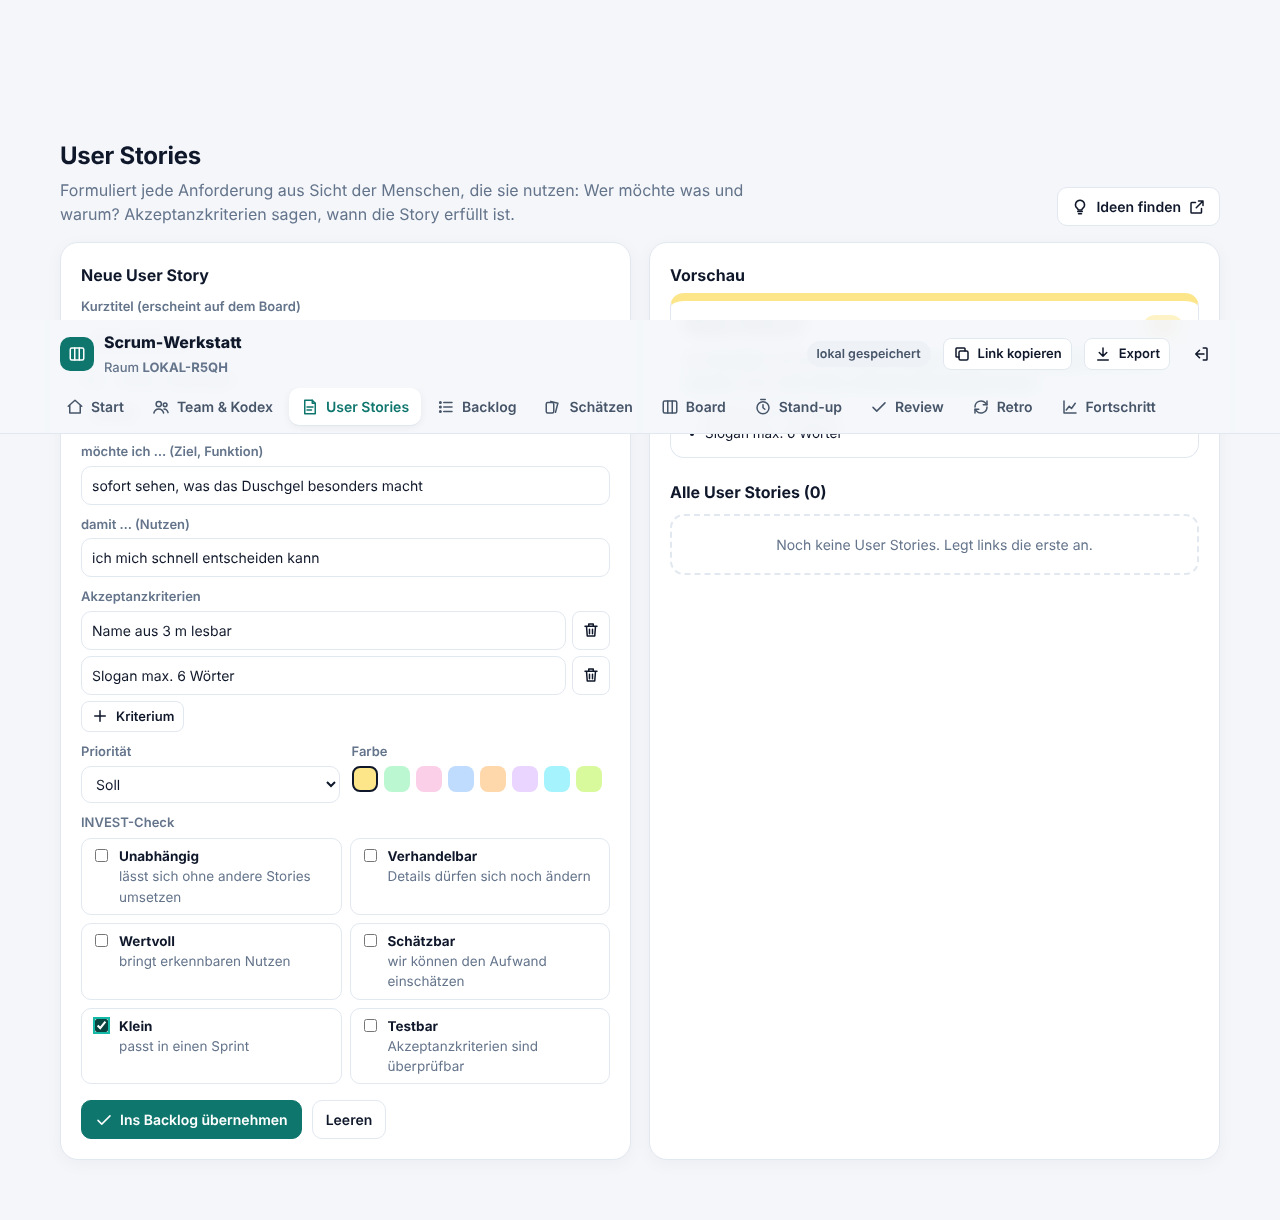 User Stories
Formuliert jede Anforderung aus Sicht der Menschen, die sie nutzen: Wer möchte was und
warum? Akzeptanzkriterien sagen, wann die Story erfüllt ist.
Ideen finden
Neue User Story
Kurztitel (erscheint auf dem Board)
Vorschau
Scrum-Werkstatt
Raum LOKAL-R5QH
lokal gespeichert
Link kopieren
Export
Start
Team & Kodex
User Stories
Backlog
Schätzen
Board
Stand-up
Review
Retro
Fortschritt
möchte ich ... (Ziel, Funktion)
sofort sehen, was das Duschgel besonders macht
damit ... (Nutzen)
ich mich schnell entscheiden kann
Akzeptanzkriterien
Name aus 3 m lesbar
Slogan max. 6 Wörter
Kriterium
Priorität
Farbe
Soll
INVEST-Check
Unabhängig
lässt sich ohne andere Stories
umsetzen
Verhandelbar
Details dürfen sich noch ändern
Wertvoll
bringt erkennbaren Nutzen
Schätzbar
wir können den Aufwand
einschätzen
Klein
passt in einen Sprint
Testbar
Akzeptanzkriterien sind
überprüfbar
Ins Backlog übernehmen
Leeren
Slogan max. 6 Wörter
Alle User Stories (0)
Noch keine User Stories. Legt links die erste an.